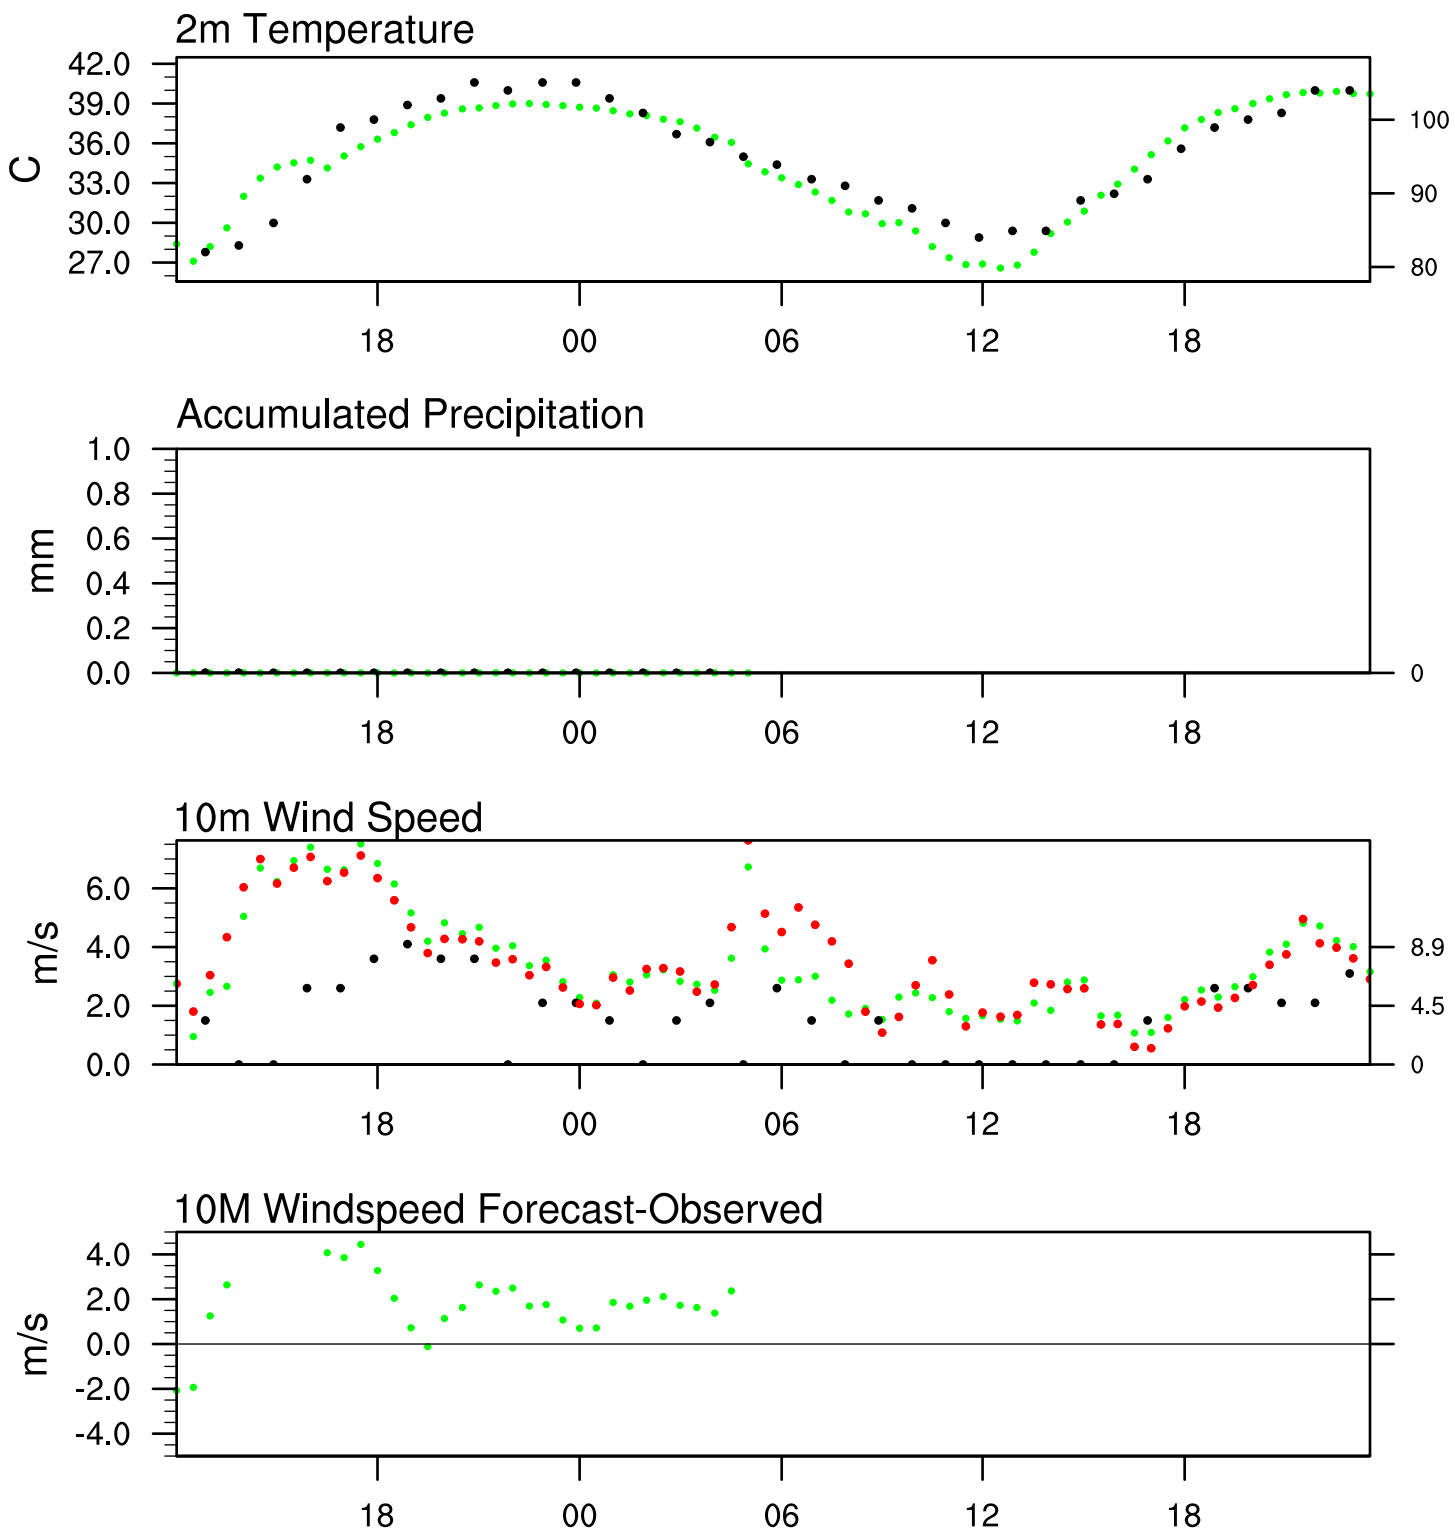 2m Temperature
42.0
39.0
36.0
33.0
30.0
27.0
C
100
90
80
18 00 06 12 18
Accumulated Precipitation
1.0
0.8
0.6
0.4
0.2
0.0
mm
0
18 00 06 12 18
10m Wind Speed
6.0
4.0
2.0
0.0
m/s
8.9
4.5
0
18 00 06 12 18
10M Windspeed Forecast-Observed
4.0
2.0
0.0
-2.0
-4.0
m/s
18 00 06 12 18